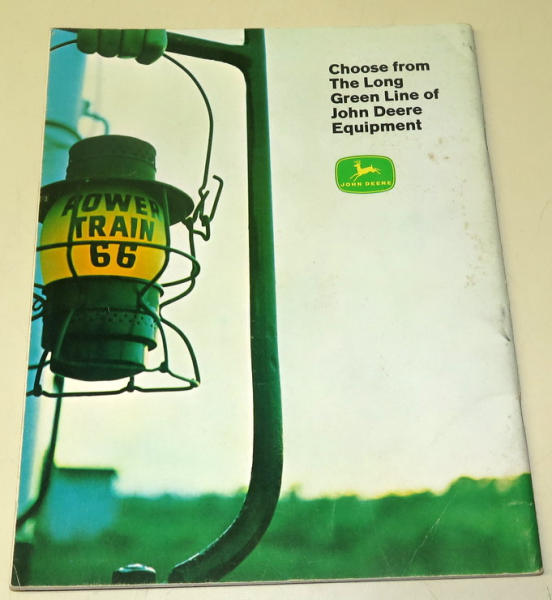 Choose from
The Long
Green Line of
John Deere
Equipment
JOHN DEERE
POWER
TRAIN
66